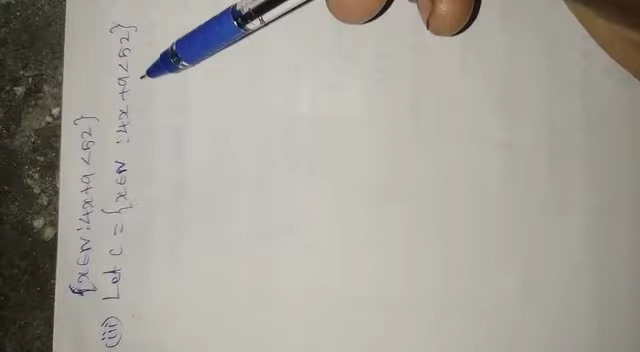 {x∈N:4x+9<52}
(iii) Let C = {x∈N :4x+9<52}